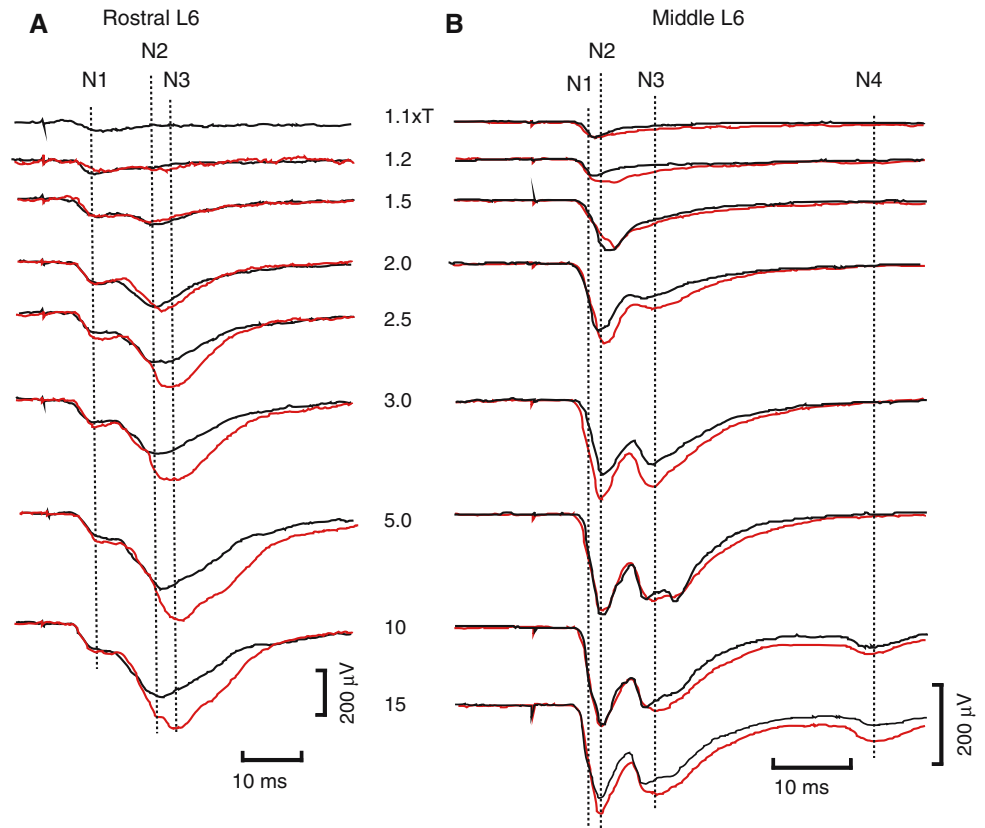 A Rostral L6
N1 N2 N3
B Middle L6
N1 N2 N3 N4
1.1xT
1.2
1.5
2.0
2.5
3.0
5.0
10
15
200 μV
10 ms
200 μV
10 ms